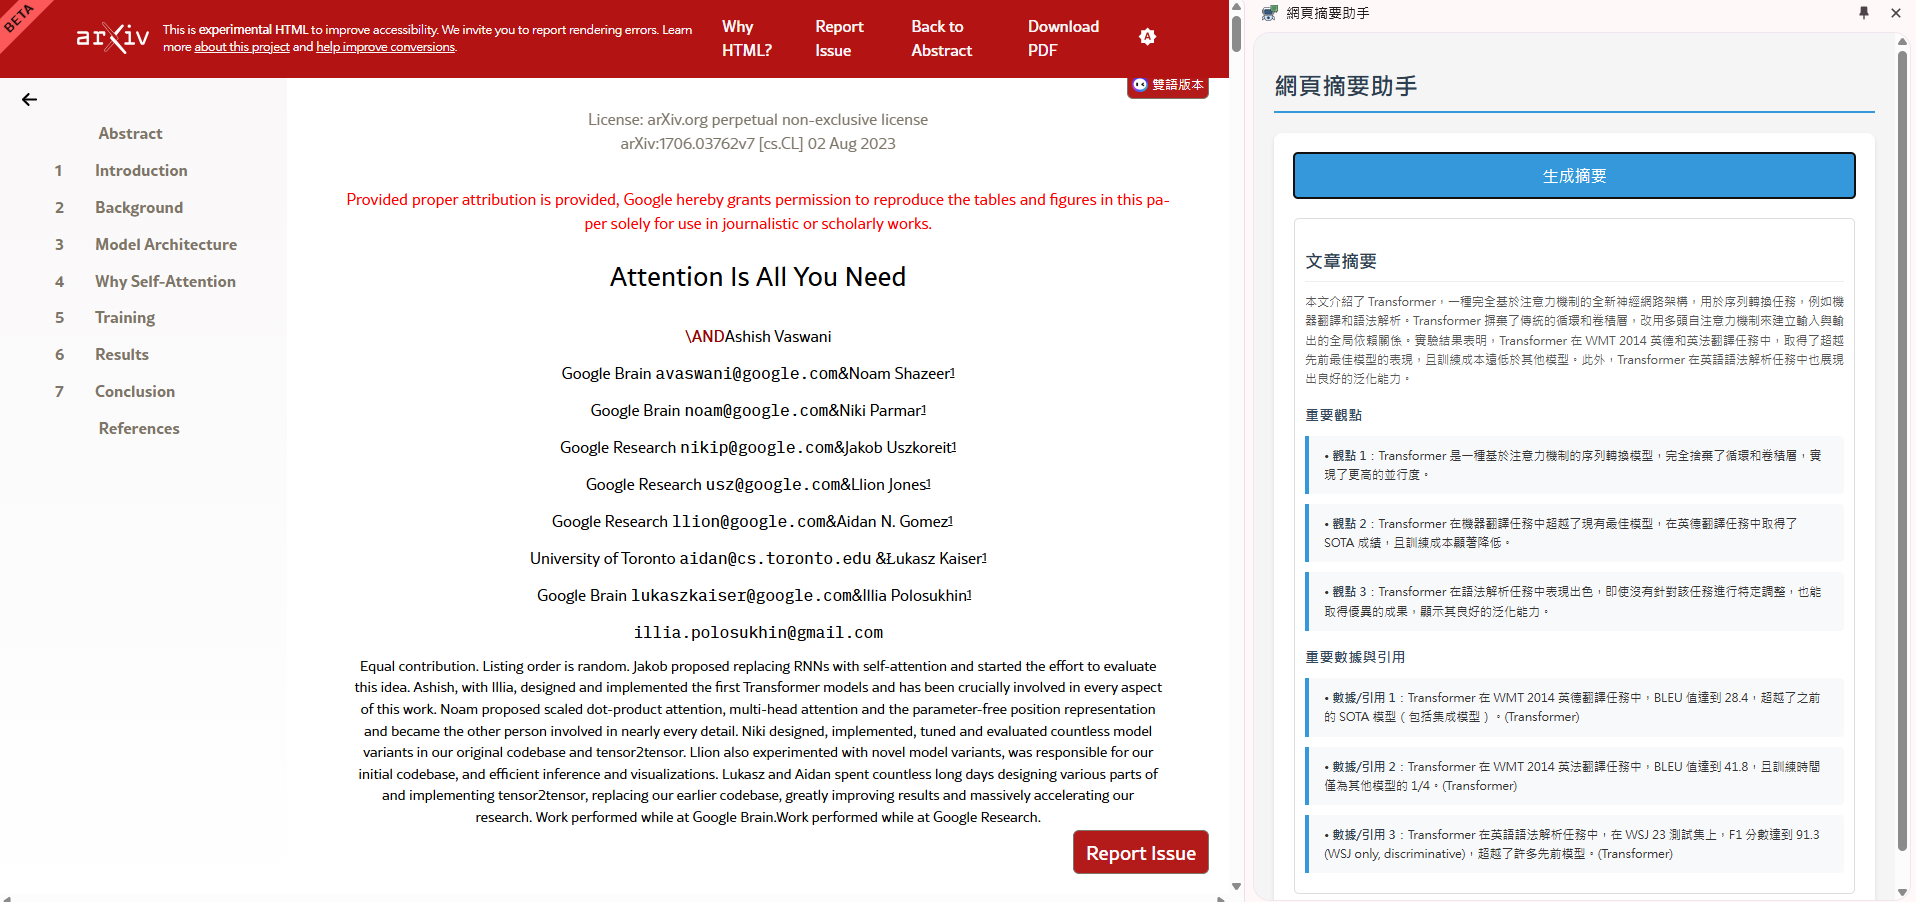 BETA
arXiv
This is experimental HTML to improve accessibility. We invite you to report rendering errors. Learn
more about this project and help improve conversions.
Why
HTML?
Report
Issue
Back to
Abstract
Download
PDF
A
雙語版本
Abstract
1 Introduction
2 Background
3 Model Architecture
4 Why Self-Attention
5 Training
6 Results
7 Conclusion
References
License: arXiv.org perpetual non-exclusive license
arXiv:1706.03762v7 [cs.CL] 02 Aug 2023
Provided proper attribution is provided, Google hereby grants permission to reproduce the tables and figures in this pa-
per solely for use in journalistic or scholarly works.
Attention Is All You Need
\ANDAshish Vaswani
Google Brain avaswani@google.com&Noam Shazeer1
Google Brain noam@google.com&Niki Parmar1
Google Research nikip@google.com&Jakob Uszkoreit1
Google Research usz@google.com&Llion Jones1
Google Research llion@google.com&Aidan N. Gomez1
University of Toronto aidan@cs.toronto.edu &Łukasz Kaiser1
Google Brain lukaszkaiser@google.com&Illia Polosukhin1
illia.polosukhin@gmail.com
Equal contribution. Listing order is random. Jakob proposed replacing RNNs with self-attention and started the effort to evaluate
this idea. Ashish, with Illia, designed and implemented the first Transformer models and has been crucially involved in every aspect
of this work. Noam proposed scaled dot-product attention, multi-head attention and the parameter-free position representation
and became the other person involved in nearly every detail. Niki designed, implemented, tuned and evaluated countless model
variants in our original codebase and tensor2tensor. Llion also experimented with novel model variants, was responsible for our
initial codebase, and efficient inference and visualizations. Lukasz and Aidan spent countless long days designing various parts of
and implementing tensor2tensor, replacing our earlier codebase, greatly improving results and massively accelerating our
research. Work performed while at Google Brain.Work performed while at Google Research.
Report Issue
網頁摘要助手
網頁摘要助手
生成摘要
文章摘要
本文介紹了 Transformer，一種完全基於注意力機制的全新神經網路架構，用於序列轉換任務，例如機
器翻譯和語法解析。Transformer 摒棄了傳統的循環和卷積層，改用多頭自注意力機制來建立輸入與輸
出的全局依賴關係。實驗結果表明，Transformer 在 WMT 2014 英德和英法翻譯任務中，取得了超越
先前最佳模型的表現，且訓練成本遠低於其他模型。此外，Transformer 在英語語法解析任務中也展現
出良好的泛化能力。
重要觀點
• 觀點 1：Transformer 是一種基於注意力機制的序列轉換模型，完全捨棄了循環和卷積層，實
現了更高的並行度。
• 觀點 2：Transformer 在機器翻譯任務中超越了現有最佳模型，在英德翻譯任務中取得了
SOTA 成績，且訓練成本顯著降低。
• 觀點 3：Transformer 在語法解析任務中表現出色，即使沒有針對該任務進行特定調整，也能
取得優異的成果，顯示其良好的泛化能力。
重要數據與引用
• 數據/引用 1：Transformer 在 WMT 2014 英德翻譯任務中，BLEU 值達到 28.4，超越了之前
的 SOTA 模型（包括集成模型）。(Transformer)
• 數據/引用 2：Transformer 在 WMT 2014 英法翻譯任務中，BLEU 值達到 41.8，且訓練時間
僅為其他模型的 1/4。(Transformer)
• 數據/引用 3：Transformer 在英語語法解析任務中，在 WSJ 23 測試集上，F1 分數達到 91.3
(WSJ only, discriminative)，超越了許多先前模型。(Transformer)